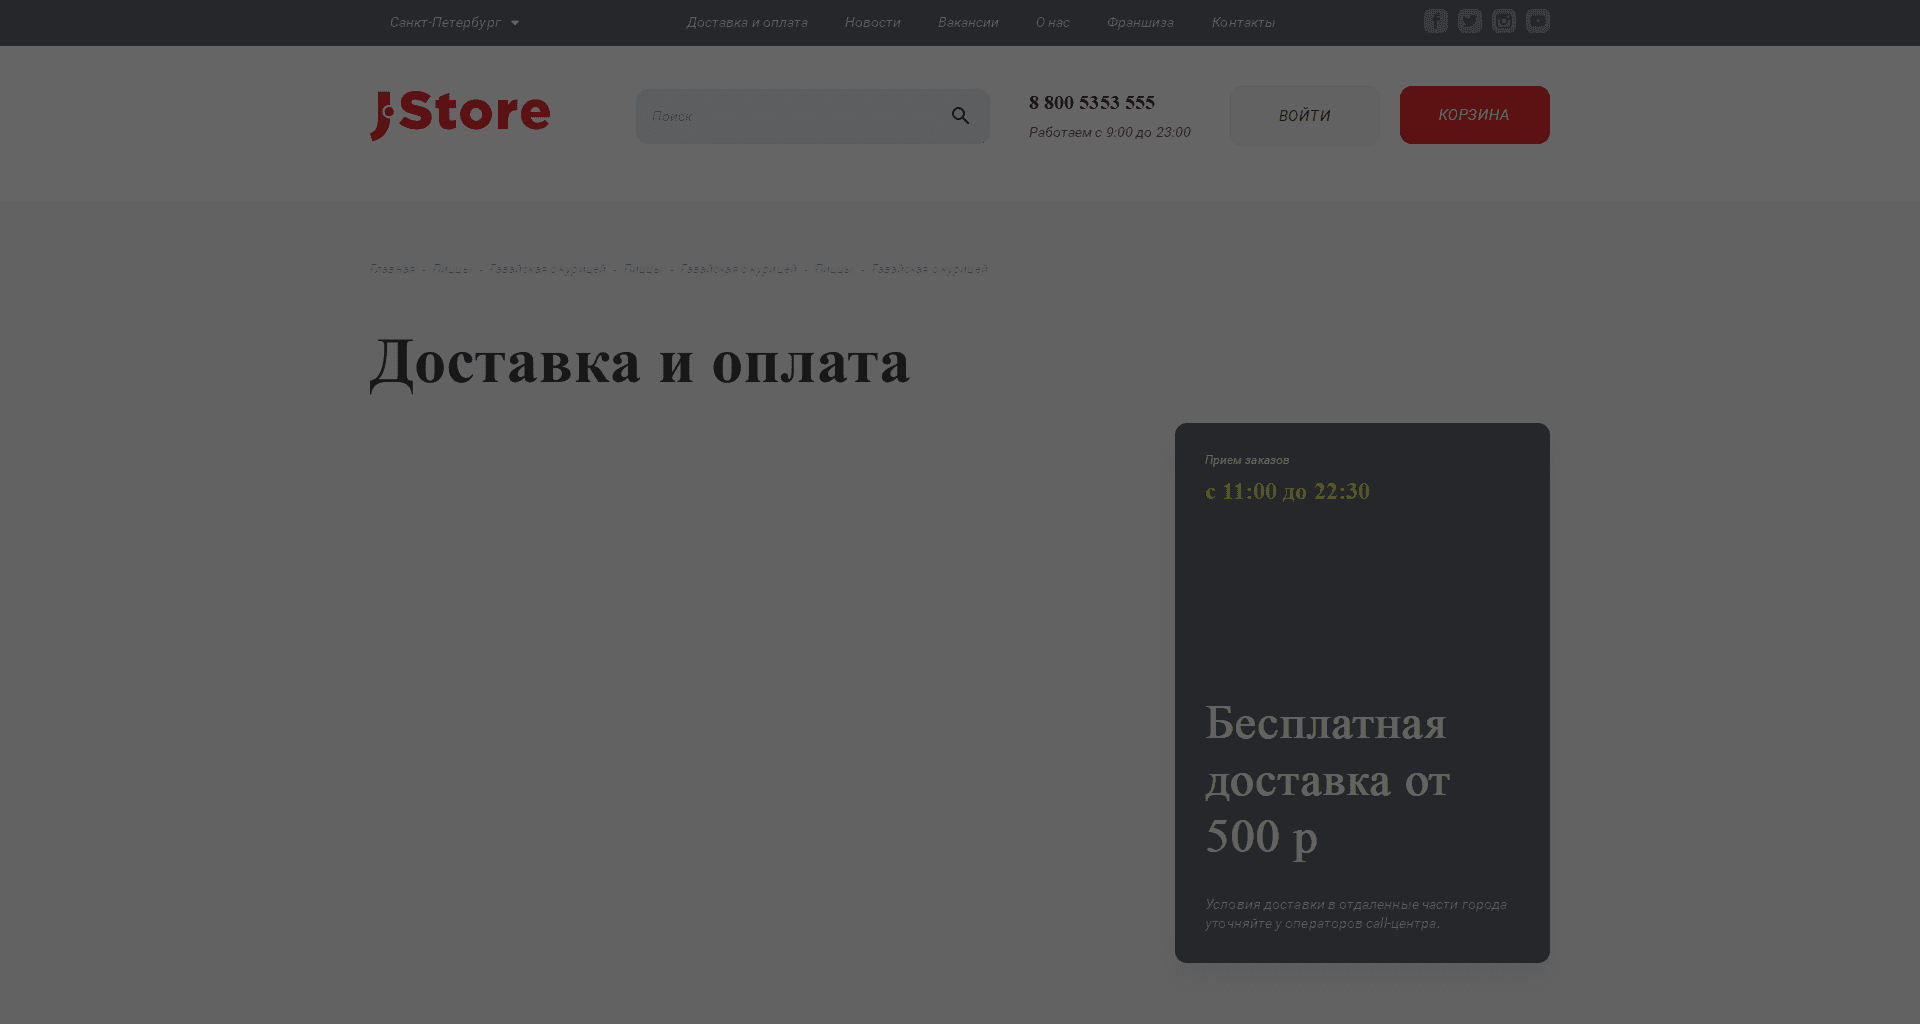 Санкт-Петербург
Доставка и оплата
Новости
Вакансии
О нас
Франшиза
Контакты
JStore
Поиск
8 800 5353 555
Работаем с 9:00 до 23:00
ВОЙТИ
КОРЗИНА
Главная - Пиццы - Гавайская с курицей - Пиццы - Гавайская с курицей - Пиццы - Гавайская с курицей
Доставка и оплата
Прием заказов
с 11:00 до 22:30
Бесплатная
доставка от
500 р
Условия доставки в отдаленные части города
уточняйте у операторов call-центра.